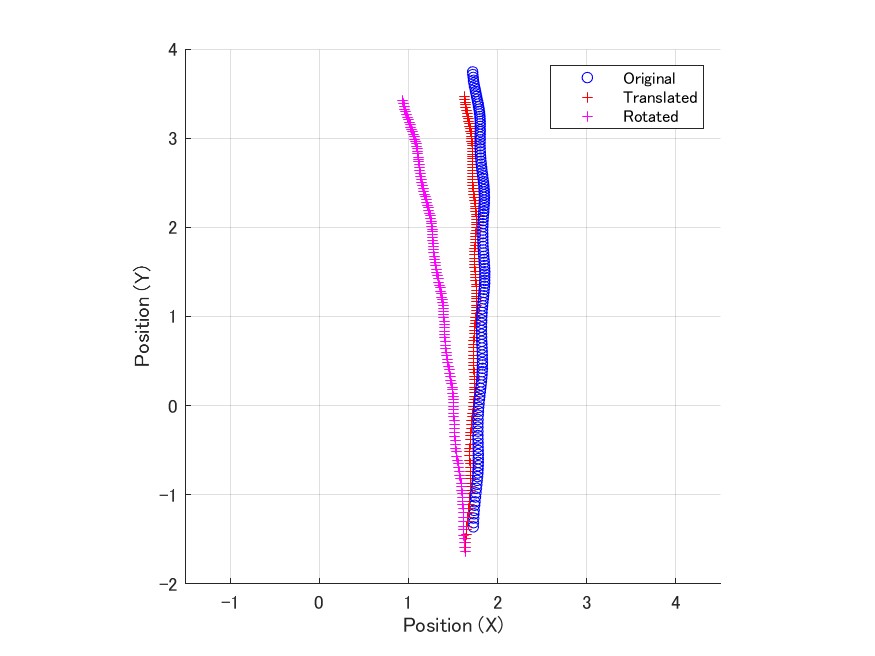 4
3
2
1
0
-1
-2
-1
0
1
2
3
4
Position (X)
Position (Y)
Original
Translated
Rotated